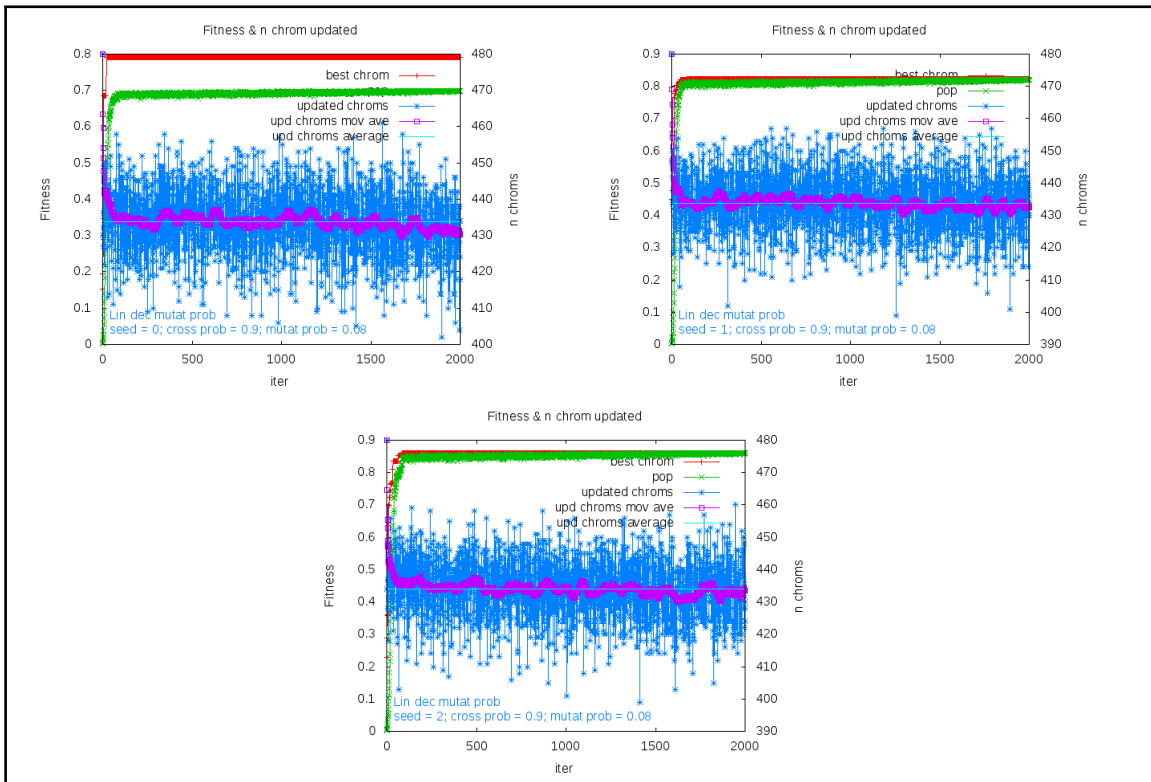 Fitness & n chrom updated
0.8
0.7
0.6
0.5
0.4
0.3
0.2
0.1
0
480
470
460
450
440
430
420
410
400
0
500
1000
1500
2000
Fitness
n chroms
iter
best chrom
updated chroms
upd chroms mov ave
upd chroms average
Lin dec mutat prob
seed = 0; cross prob = 0.9; mutat prob = 0.08
Fitness & n chrom updated
0.9
0.8
0.7
0.6
0.5
0.4
0.3
0.2
0.1
0
480
470
460
450
440
430
420
410
400
390
0
500
1000
1500
2000
Fitness
n chroms
iter
best chrom
pop
updated chroms
upd chroms mov ave
upd chroms average
Lin dec mutat prob
seed = 1; cross prob = 0.9; mutat prob = 0.08
Fitness & n chrom updated
0.9
0.8
0.7
0.6
0.5
0.4
0.3
0.2
0.1
0
480
470
460
450
440
430
420
410
400
390
0
500
1000
1500
2000
Fitness
n chroms
iter
best chrom
pop
updated chroms
upd chroms mov ave
upd chroms average
Lin dec mutat prob
seed = 2; cross prob = 0.9; mutat prob = 0.08